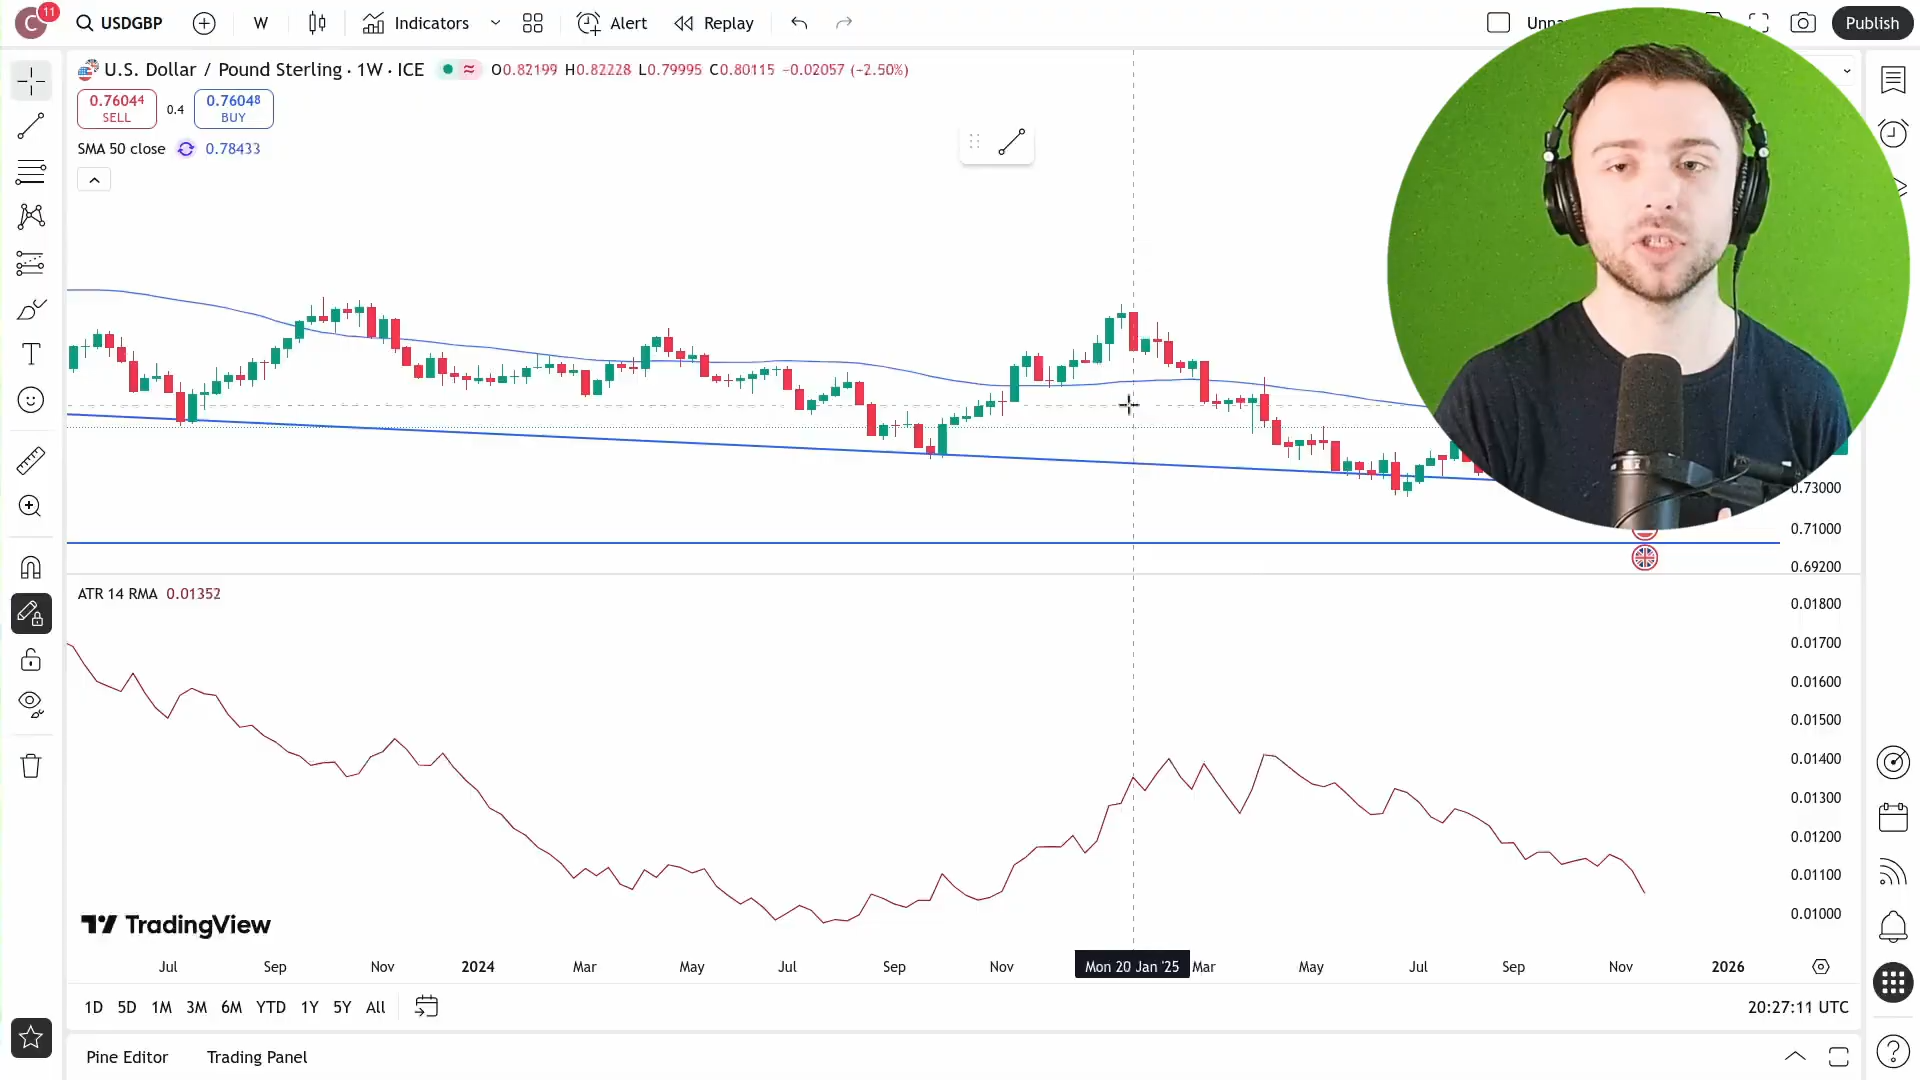 C 11 USDGBP W Indicators Alert Replay Publish
U.S. Dollar / Pound Sterling · 1W · ICE O0.82199 H0.82228 L0.79995 C0.80115 −0.02057 (−2.50%)
0.76044 0.4 0.76048
SELL BUY
SMA 50 close 0.78433
0.73000
0.71000
0.69200
ATR 14 RMA 0.01352
0.01800
0.01700
0.01600
0.01500
0.01400
0.01300
0.01200
0.01100
0.01000
TradingView
Jul Sep Nov 2024 Mar May Jul Sep Nov Mon 20 Jan '25 Mar May Jul Sep Nov 2026
1D 5D 1M 3M 6M YTD 1Y 5Y All 20:27:11 UTC
Pine Editor Trading Panel